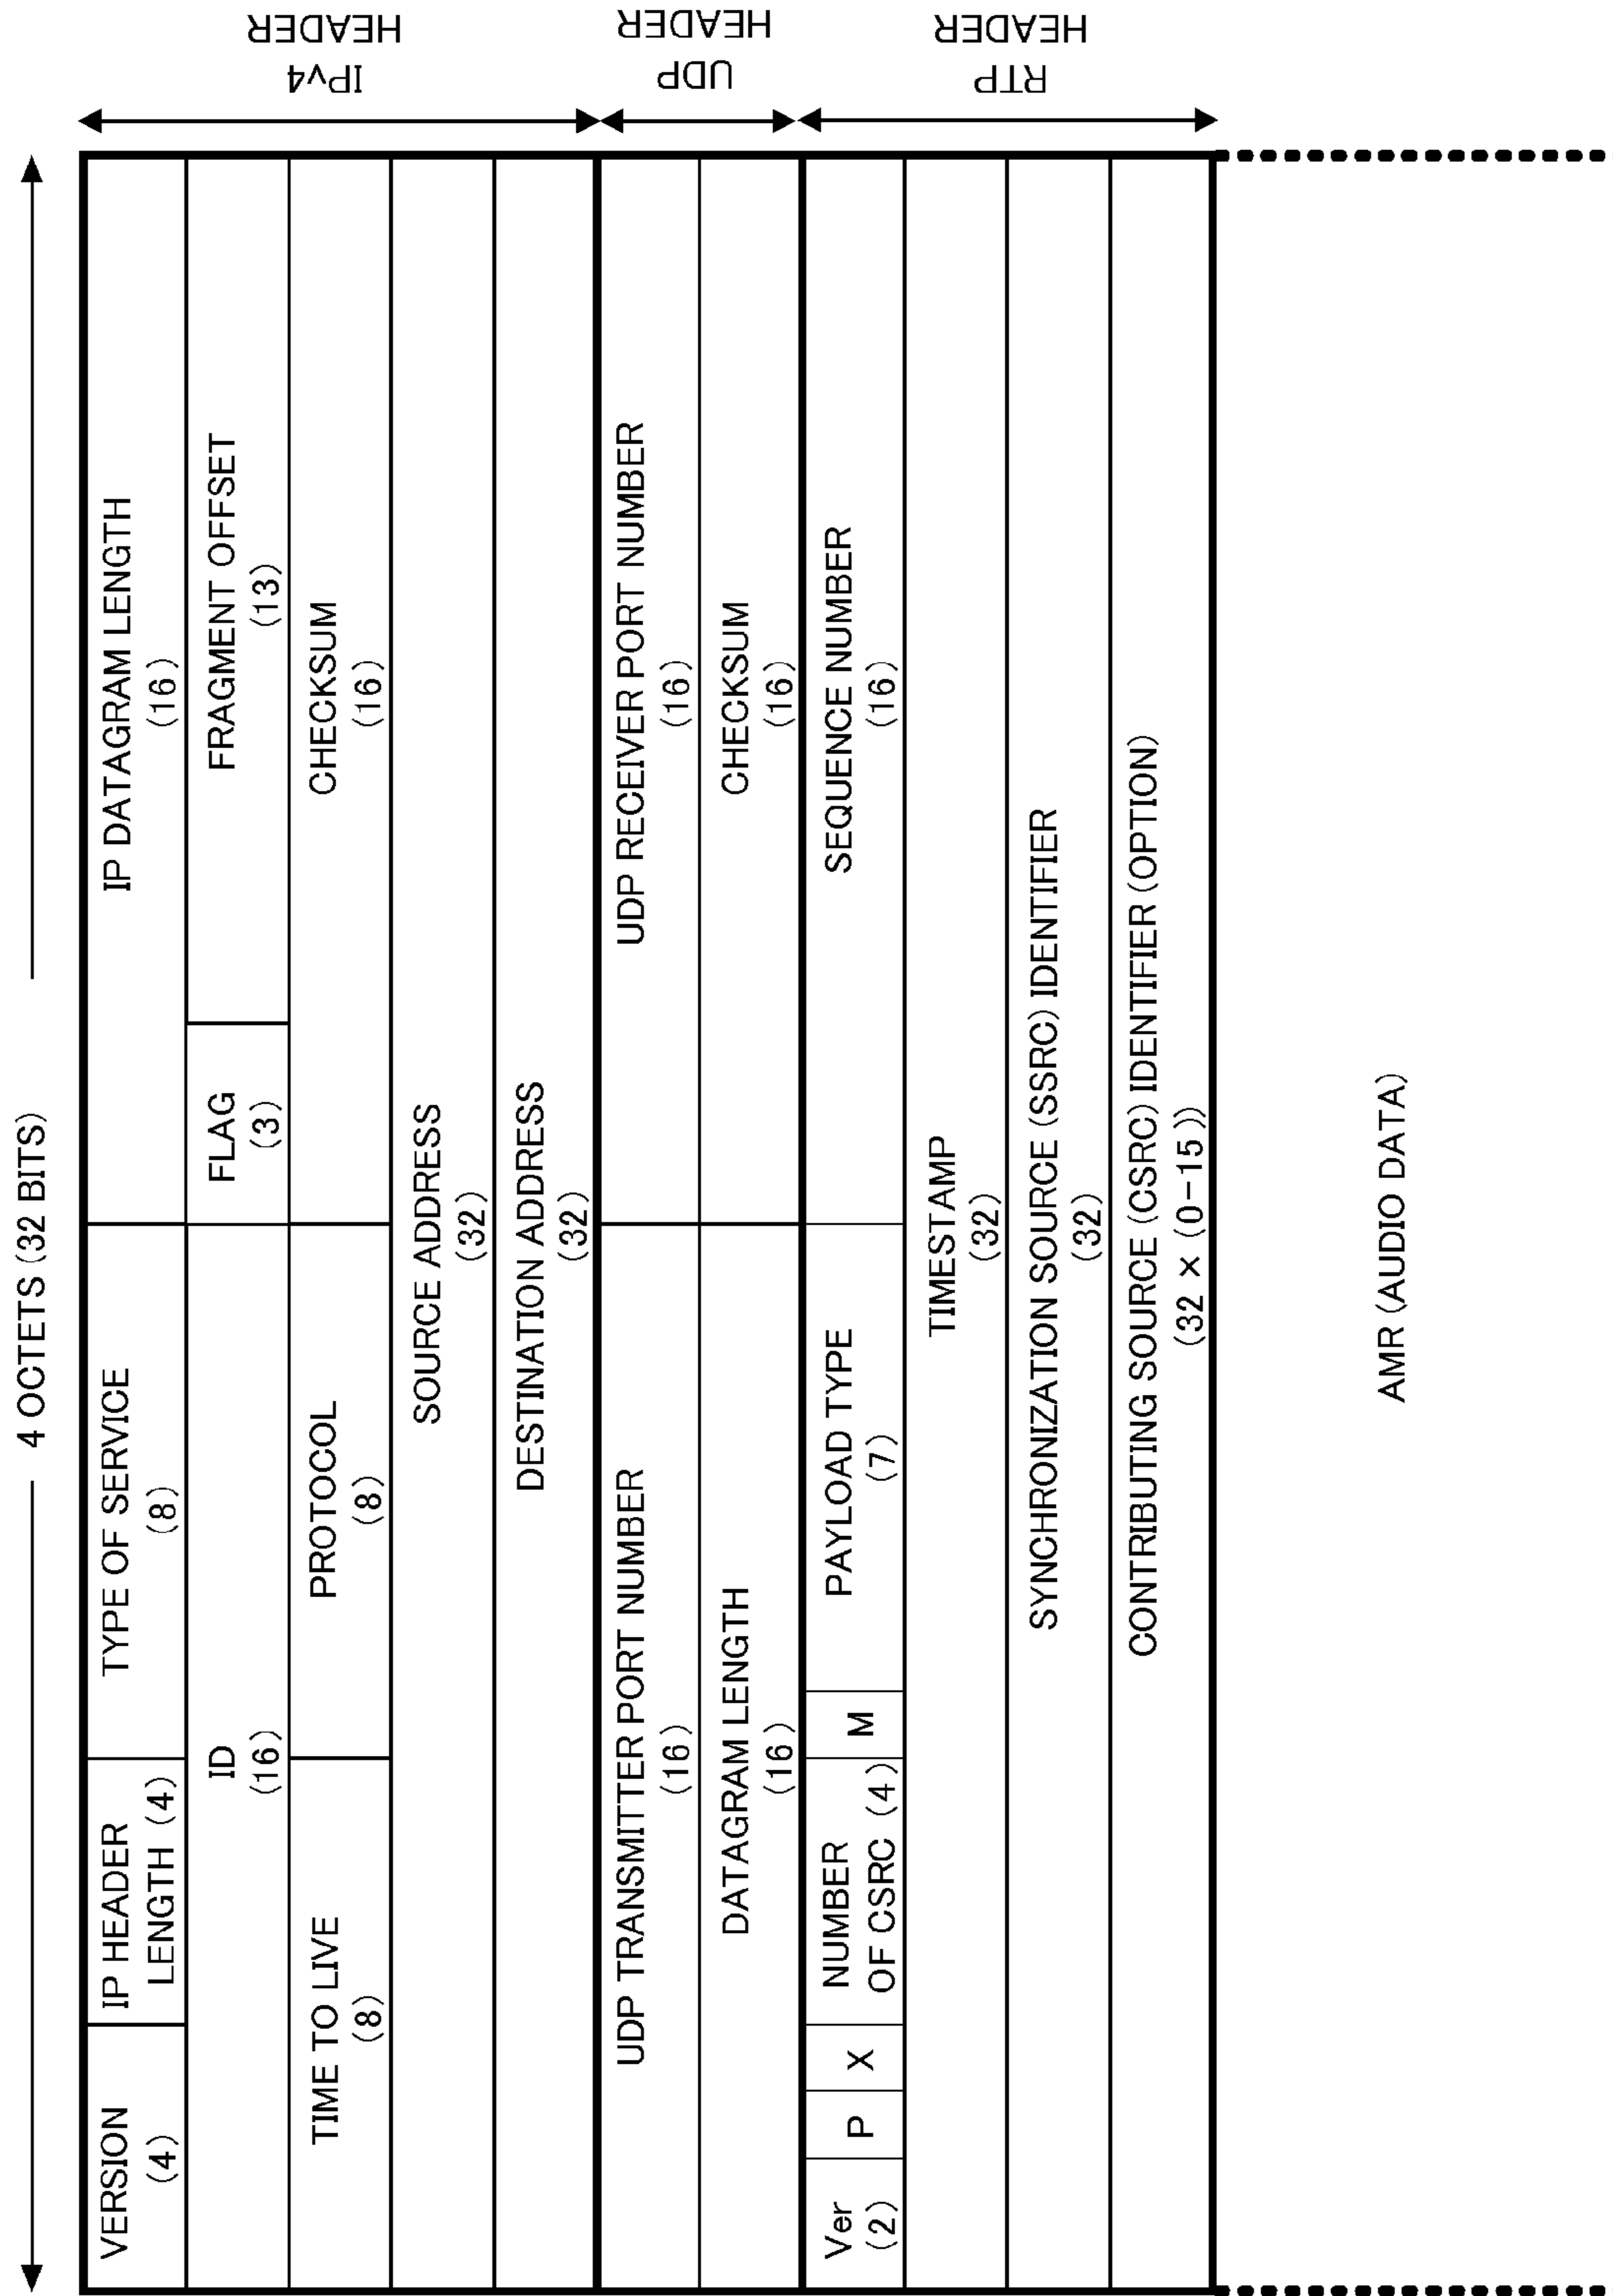 4 OCTETS (32 BITS)
VERSION
(4)
IP HEADER
LENGTH (4)
TYPE OF SERVICE
(8)
IP DATAGRAM LENGTH
(16)
ID
(16)
FLAG
(3)
FRAGMENT OFFSET
(13)
TIME TO LIVE
(8)
PROTOCOL
(8)
CHECKSUM
(16)
SOURCE ADDRESS
(32)
DESTINATION ADDRESS
(32)
IPv4
HEADER
UDP TRANSMITTER PORT NUMBER
(16)
UDP RECEIVER PORT NUMBER
(16)
DATAGRAM LENGTH
(16)
CHECKSUM
(16)
UDP
HEADER
Ver
(2)
P
X
NUMBER
OF CSRC (4)
M
PAYLOAD TYPE
(7)
SEQUENCE NUMBER
(16)
TIMESTAMP
(32)
SYNCHRONIZATION SOURCE (SSRC) IDENTIFIER
(32)
CONTRIBUTING SOURCE (CSRC) IDENTIFIER (OPTION)
(32 × (0-15))
RTP
HEADER
AMR (AUDIO DATA)